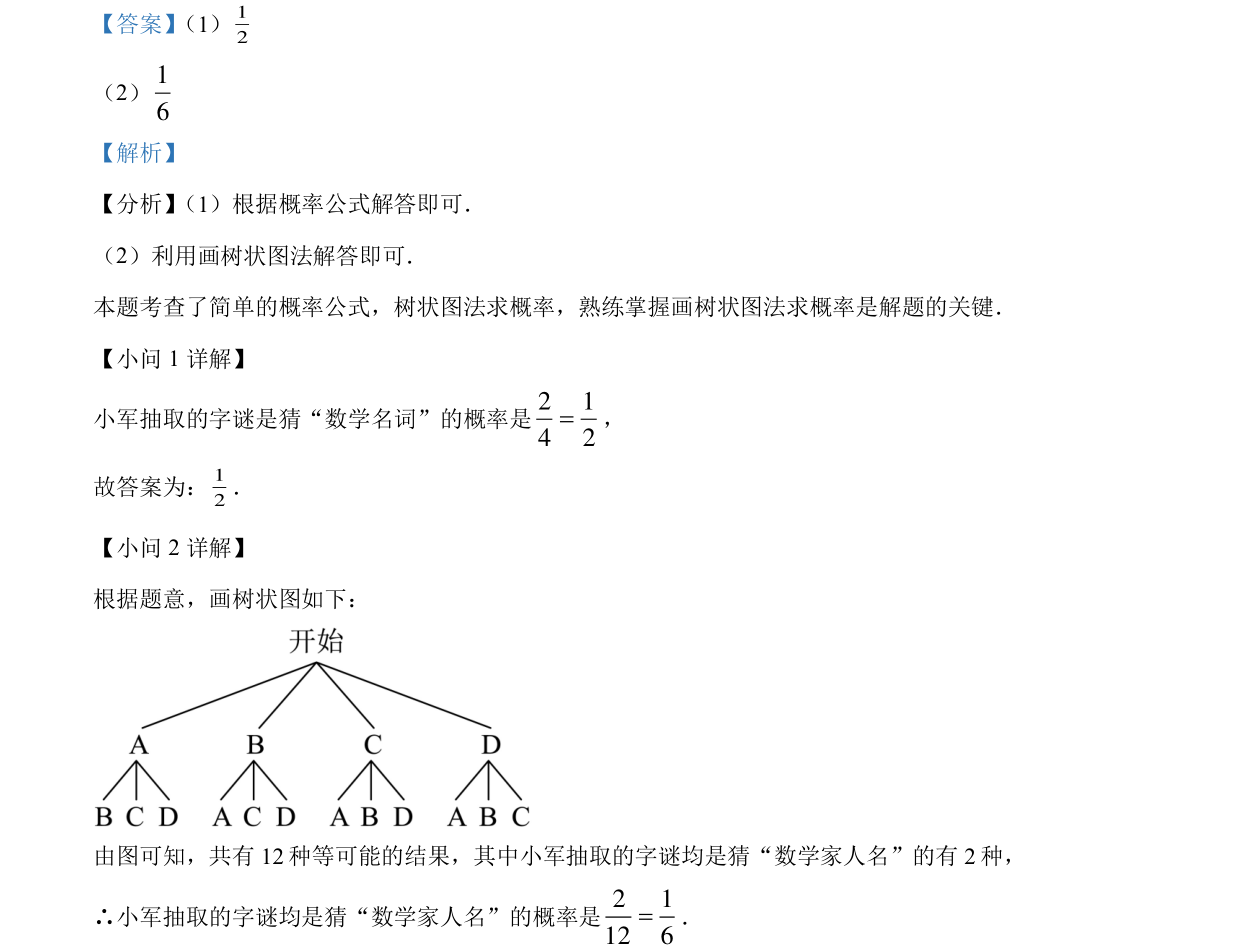 【答案】（1）1/2
（2）1/6
【解析】
【分析】（1）根据概率公式解答即可．
（2）利用画树状图法解答即可．
本题考查了简单的概率公式，树状图法求概率，熟练掌握画树状图法求概率是解题的关键．
【小问 1 详解】
小军抽取的字谜是猜“数学名词”的概率是 2/4 = 1/2，
故答案为：1/2．
【小问 2 详解】
根据题意，画树状图如下：
开始
A B C D
B C D A C D A B D A B C
由图可知，共有 12 种等可能的结果，其中小军抽取的字谜均是猜“数学家人名”的有 2 种，
∴小军抽取的字谜均是猜“数学家人名”的概率是 2/12 = 1/6．